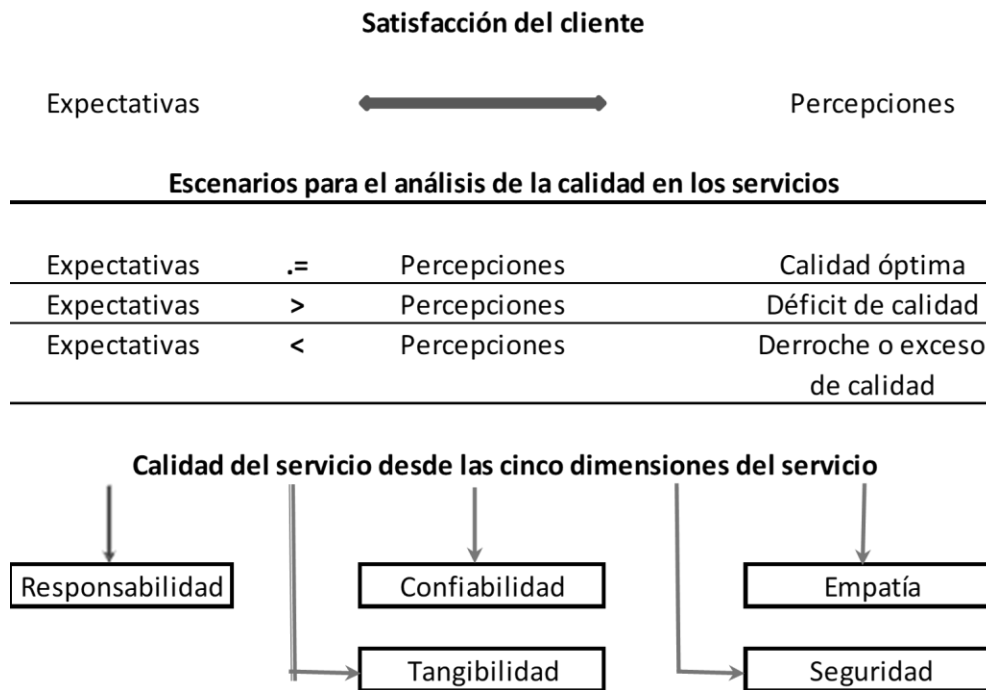 Satisfacción del cliente
Expectativas Percepciones
Escenarios para el análisis de la calidad en los servicios
Expectativas .= Percepciones Calidad óptima
Expectativas > Percepciones Déficit de calidad
Expectativas < Percepciones Derroche o exceso
de calidad
Calidad del servicio desde las cinco dimensiones del servicio
Responsabilidad Confiabilidad Empatía
Tangibilidad Seguridad